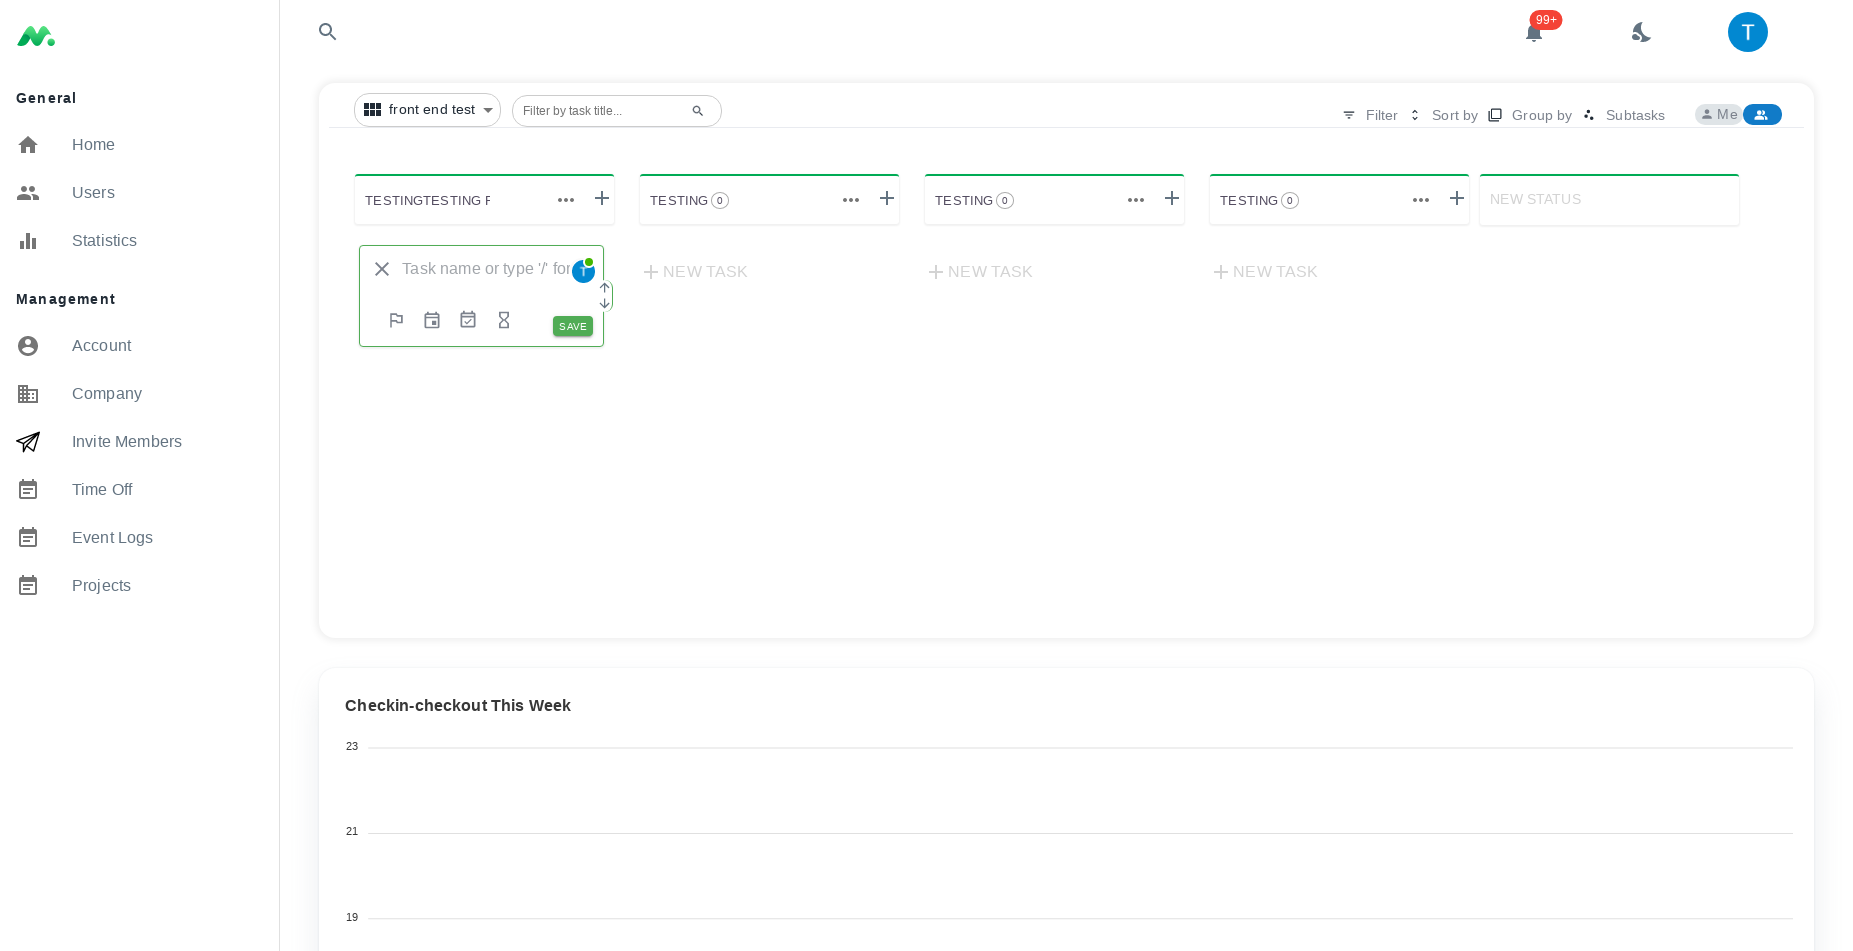 99+
T
General
Home
Users
Statistics
Management
Account
Company
Invite Members
Time Off
Event Logs
Projects
front end test
Filter by task title...
Filter
Sort by
Group by
Subtasks
Me
TESTINGTESTING
TESTING 0
TESTING 0
TESTING 0
NEW STATUS
Task name or type '/' for
T
SAVE
NEW TASK
NEW TASK
NEW TASK
Checkin-checkout This Week
23
21
19